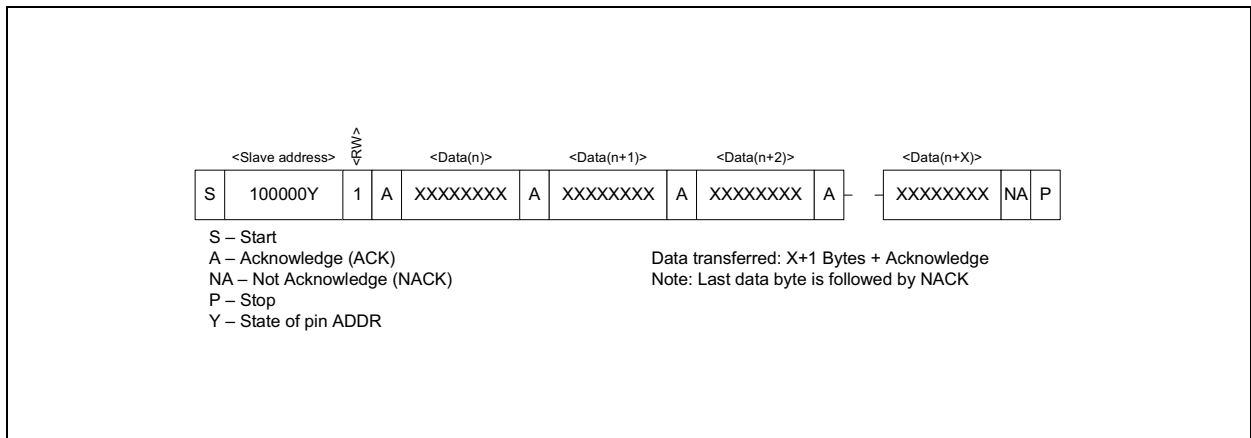 <Slave address> <RW> <Data(n)> <Data(n+1)> <Data(n+2)> <Data(n+X)>
S 100000Y 1 A XXXXXXXX A XXXXXXXX A XXXXXXXX A XXXXXXXX NA P
S – Start
A – Acknowledge (ACK)
NA – Not Acknowledge (NACK)
P – Stop
Y – State of pin ADDR
Data transferred: X+1 Bytes + Acknowledge
Note: Last data byte is followed by NACK